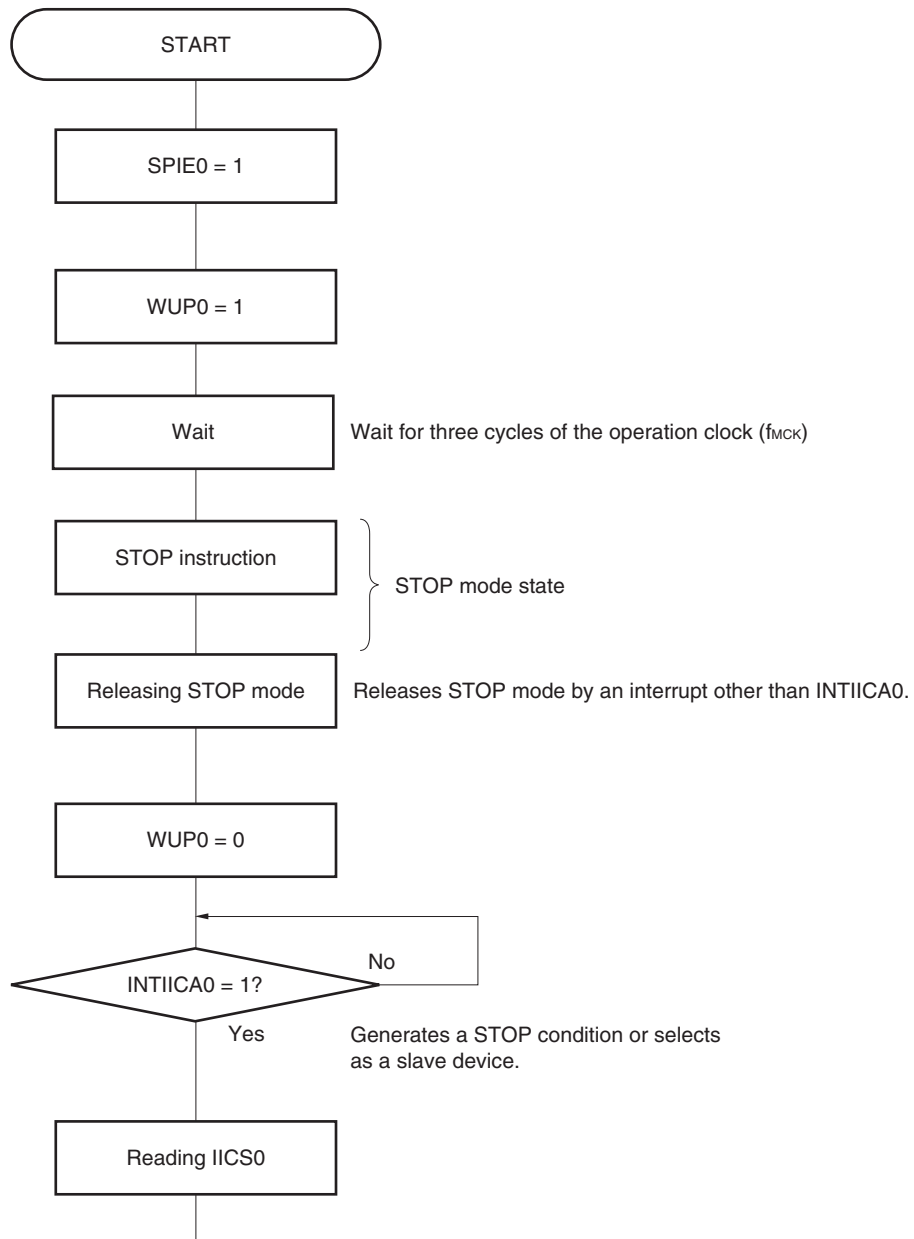 START
SPIE0 = 1
WUP0 = 1
Wait
Wait for three cycles of the operation clock (fMCK)
STOP instruction
STOP mode state
Releasing STOP mode
Releases STOP mode by an interrupt other than INTIICA0.
WUP0 = 0
No
INTIICA0 = 1?
Yes
Generates a STOP condition or selects
as a slave device.
Reading IICS0